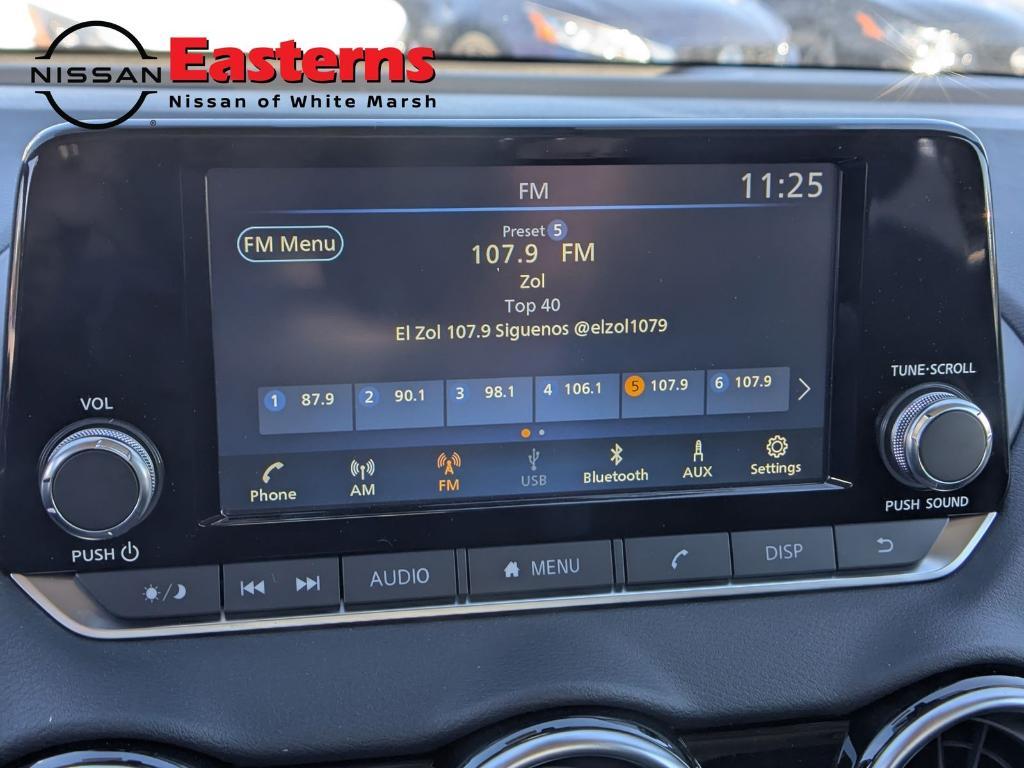 NISSAN
Easterns
Nissan of White Marsh
FM
11:25
FM Menu
Preset 5
107.9 FM
Zol
Top 40
El Zol 107.9 Siguenos @elzol1079
1 87.9 2 90.1 3 98.1 4 106.1 5 107.9 6 107.9
Phone AM FM USB Bluetooth AUX Settings
VOL
PUSH
TUNE·SCROLL
PUSH SOUND
AUDIO MENU DISP